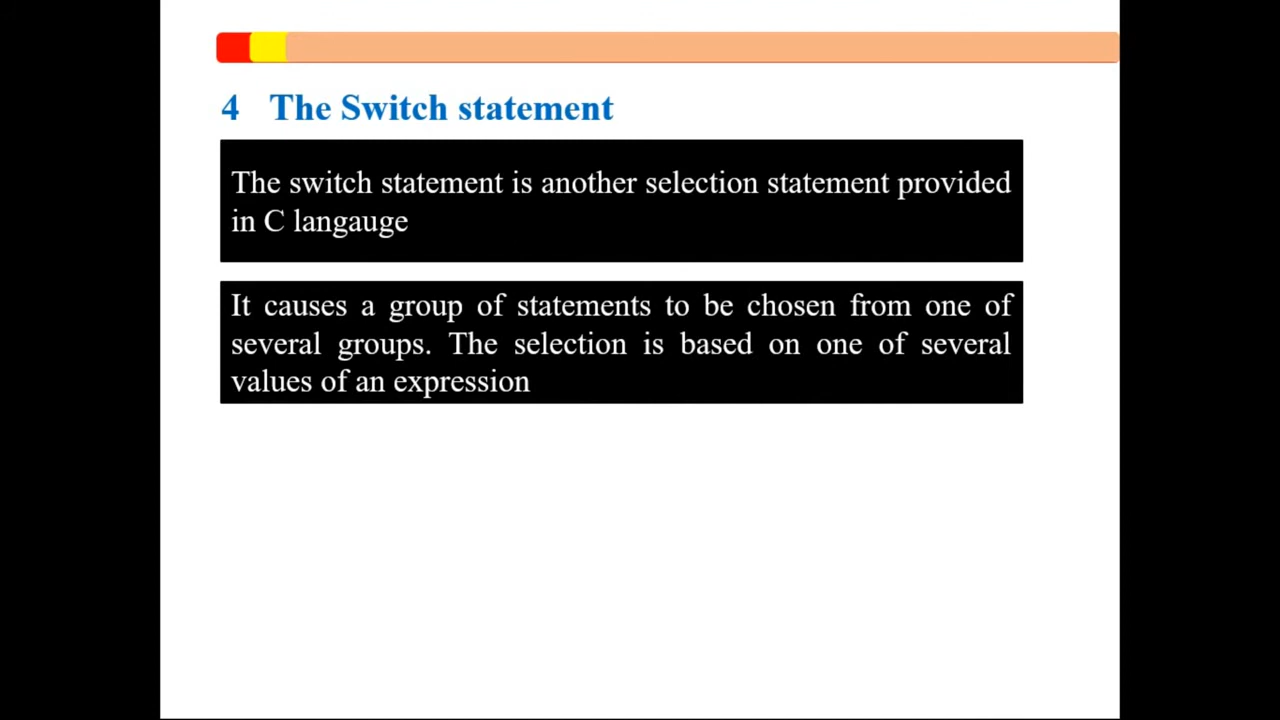 4 The Switch statement
The switch statement is another selection statement provided
in C langauge
It causes a group of statements to be chosen from one of
several groups. The selection is based on one of several
values of an expression